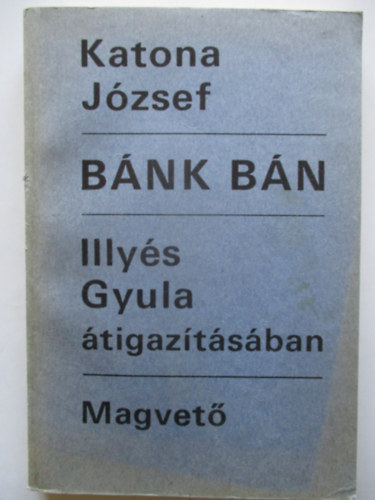 Katona
József
BÁNK BÁN
Illyés
Gyula
átigazításában
Magvető